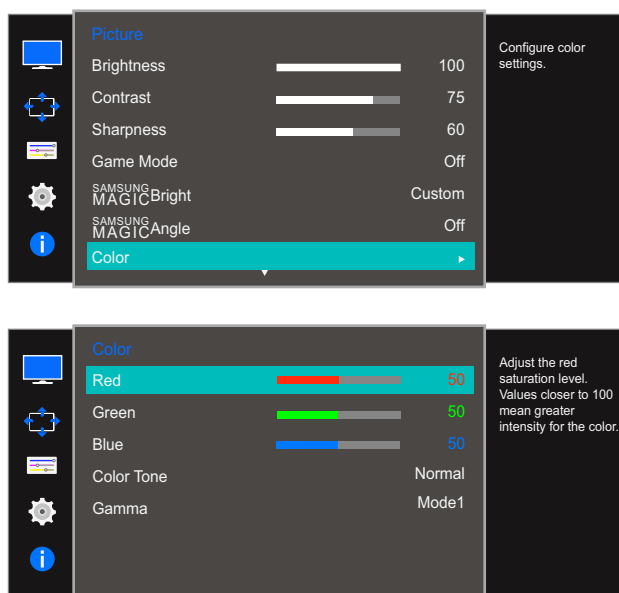 Picture
Brightness 100
Contrast 75
Sharpness 60
Game Mode Off
SAMSUNG
MAGICBright Custom
SAMSUNG
MAGICAngle Off
Color
Configure color
settings.
Color
Red 50
Green 50
Blue 50
Color Tone Normal
Gamma Mode1
Adjust the red
saturation level.
Values closer to 100
mean greater
intensity for the color.